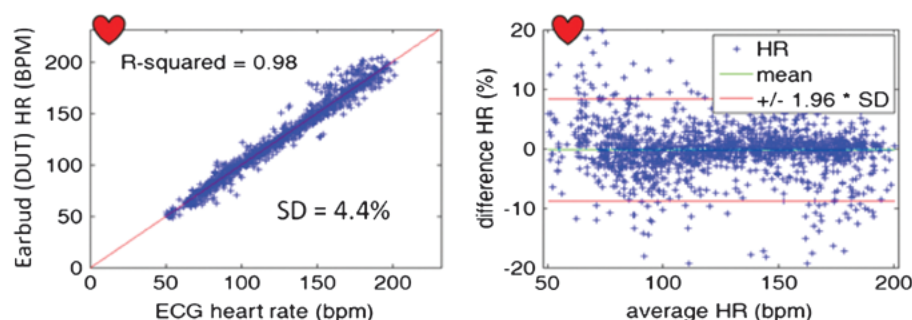 Earbud (DUT) HR (BPM)
200
150
100
50
0
R-squared = 0.98
SD = 4.4%
0 50 100 150 200
ECG heart rate (bpm)
difference HR (%)
20
10
0
-10
-20
HR
mean
+/- 1.96 * SD
50 100 150 200
average HR (bpm)